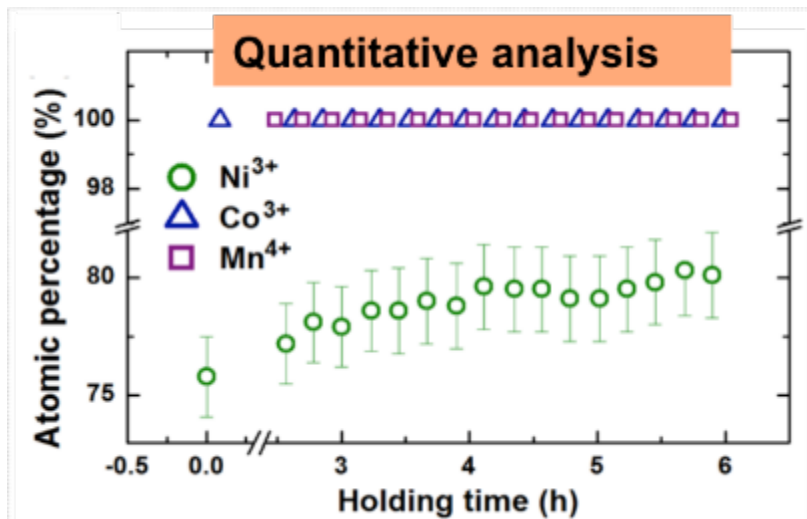 Quantitative analysis
Atomic percentage (%)
100
98
80
75
Ni³⁺
Co³⁺
Mn⁴⁺
-0.5 0.0 3 4 5 6
Holding time (h)